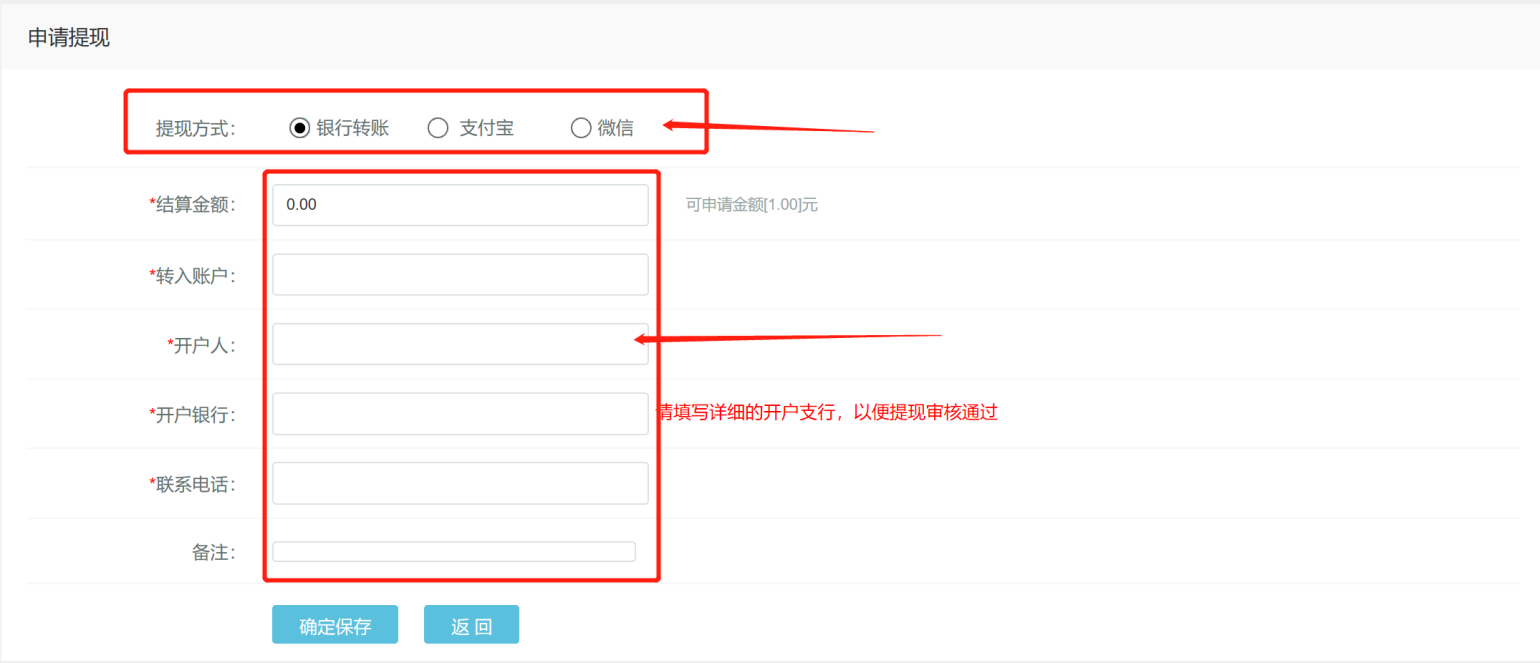 申请提现
提现方式： 银行转账 支付宝 微信
*结算金额： 0.00 可申请金额[1.00]元
*转入账户：
*开户人：
*开户银行： 请填写详细的开户支行，以便提现审核通过
*联系电话：
备注：
确定保存 返 回